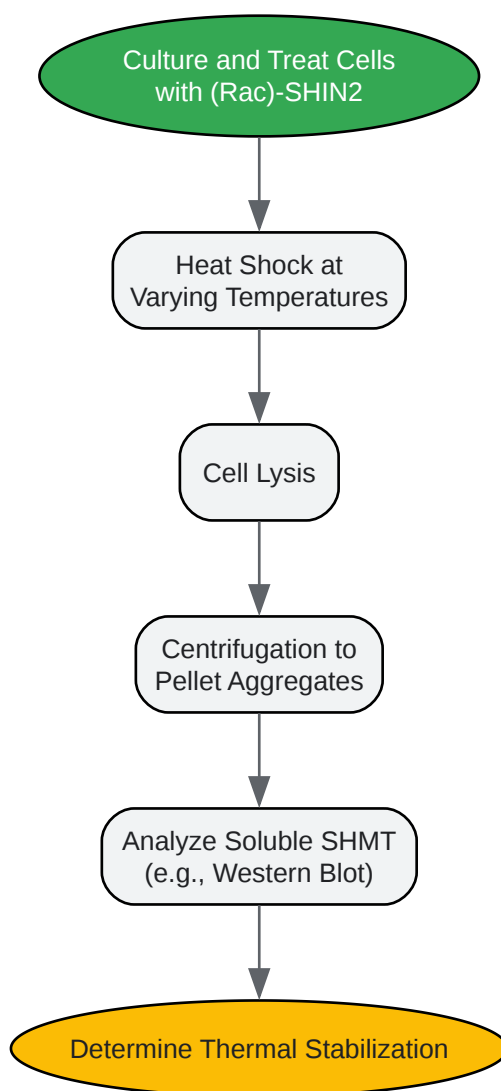 Culture and Treat Cells
with (Rac)-SHIN2
Heat Shock at
Varying Temperatures
Cell Lysis
Centrifugation to
Pellet Aggregates
Analyze Soluble SHMT
(e.g., Western Blot)
Determine Thermal Stabilization